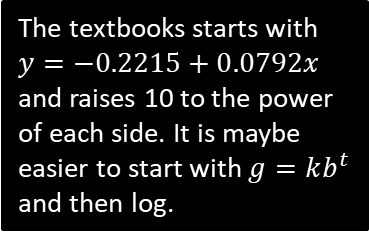 The textbooks starts with
y = −0.2215 + 0.0792x
and raises 10 to the power
of each side. It is maybe
easier to start with g = kbᵗ
and then log.